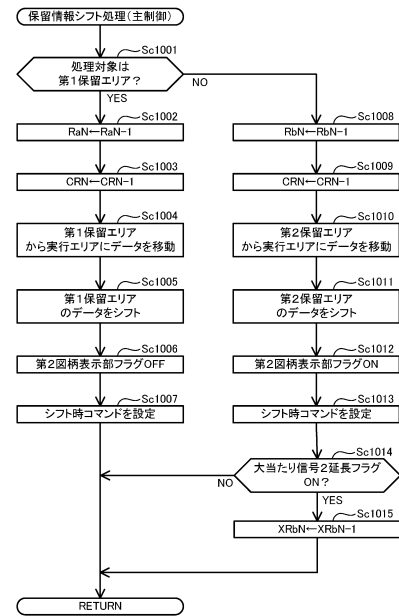 保留情報シフト処理(主制御)
Sc1001
処理対象は
第1保留エリア?
NO
YES
Sc1002
RaN←RaN-1
Sc1003
CRN←CRN-1
Sc1004
第1保留エリア
から実行エリアにデータを移動
Sc1005
第1保留エリア
のデータをシフト
Sc1006
第2図柄表示部フラグOFF
Sc1007
シフト時コマンドを設定
Sc1008
RbN←RbN-1
Sc1009
CRN←CRN-1
Sc1010
第2保留エリア
から実行エリアにデータを移動
Sc1011
第2保留エリア
のデータをシフト
Sc1012
第2図柄表示部フラグON
Sc1013
シフト時コマンドを設定
Sc1014
大当たり信号2延長フラグ
ON?
NO
YES
Sc1015
XRbN←XRbN-1
RETURN